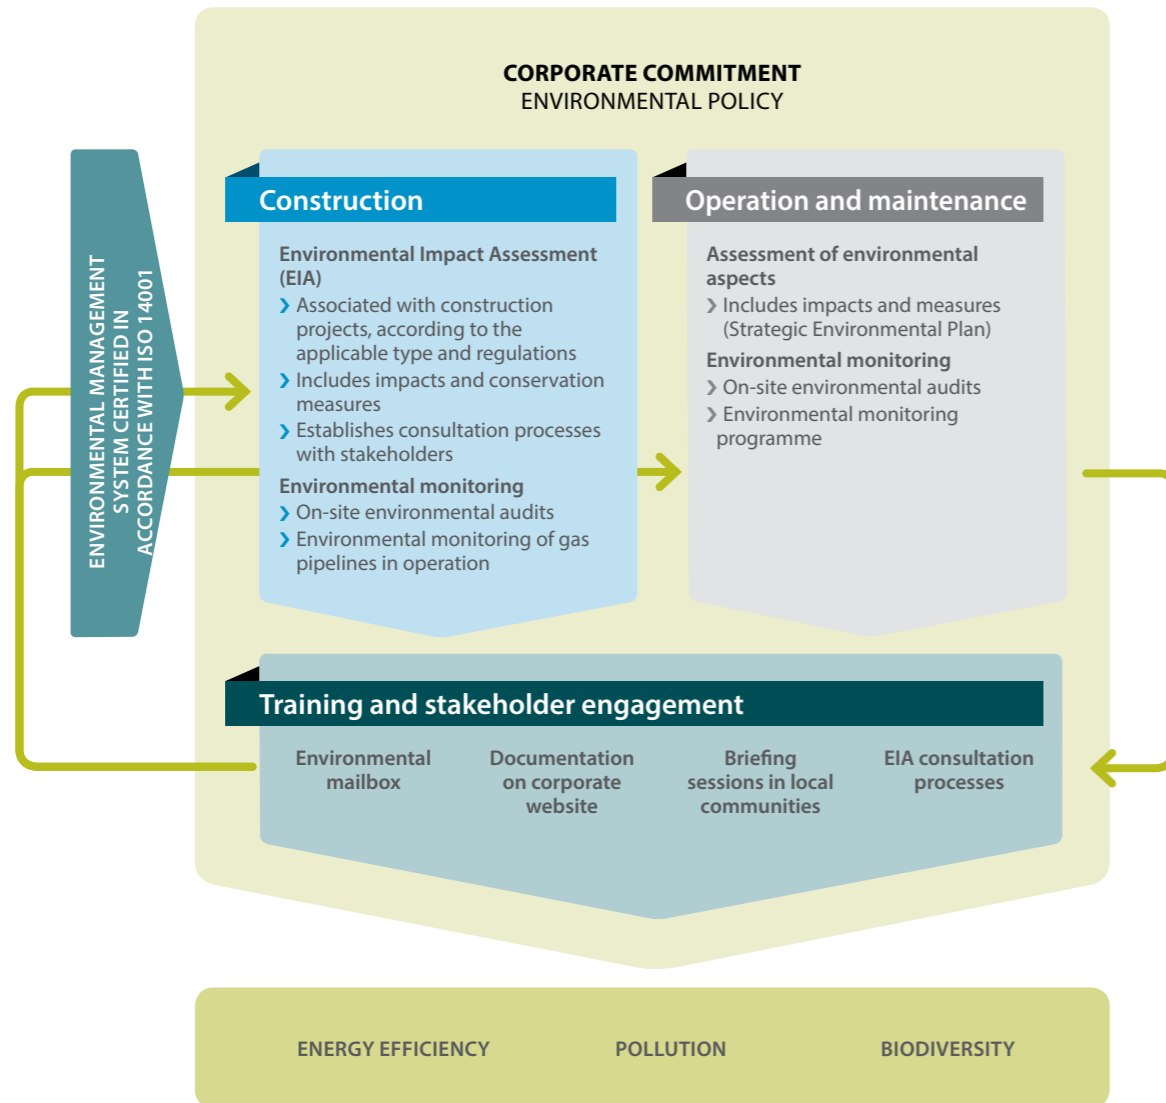 CORPORATE COMMITMENT
ENVIRONMENTAL POLICY
ENVIRONMENTAL MANAGEMENT
SYSTEM CERTIFIED IN
ACCORDANCE WITH ISO 14001
Construction
Environmental Impact Assessment
(EIA)
❯ Associated with construction
projects, according to the
applicable type and regulations
❯ Includes impacts and conservation
measures
❯ Establishes consultation processes
with stakeholders
Environmental monitoring
❯ On-site environmental audits
❯ Environmental monitoring of gas
pipelines in operation
Operation and maintenance
Assessment of environmental
aspects
❯ Includes impacts and measures
(Strategic Environmental Plan)
Environmental monitoring
❯ On-site environmental audits
❯ Environmental monitoring
programme
Training and stakeholder engagement
Environmental
mailbox
Documentation
on corporate
website
Briefing
sessions in local
communities
EIA consultation
processes
ENERGY EFFICIENCY
POLLUTION
BIODIVERSITY